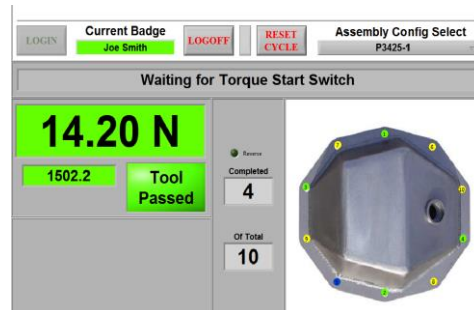 LOGIN
Current Badge
Joe Smith
LOGOFF
RESET
CYCLE
Assembly Config Select
P3425-1
Waiting for Torque Start Switch
14.20 N
1502.2
Tool
Passed
Reverse
Completed
4
Of Total
10